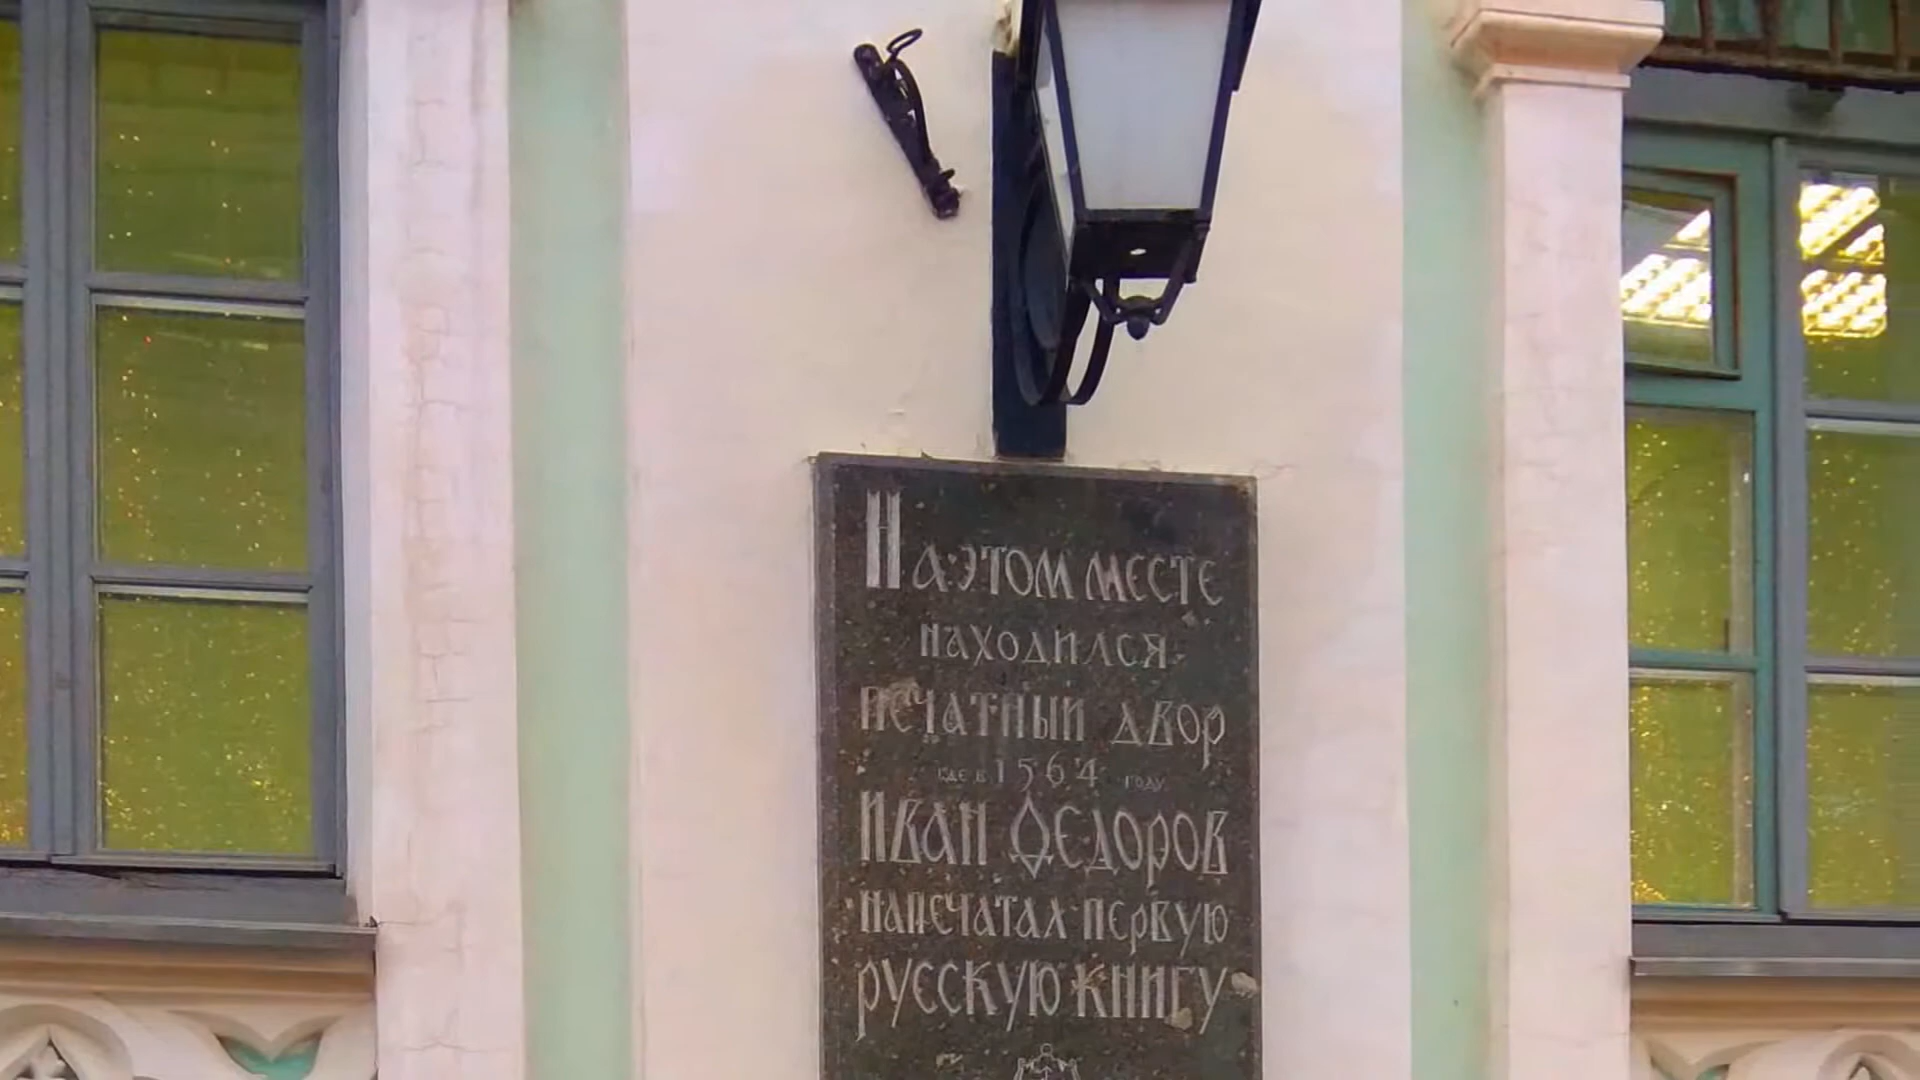 На этом месте
находился
печатный двор
где в 1564 году
Иван Федоров
напечатал первую
русскую книгу